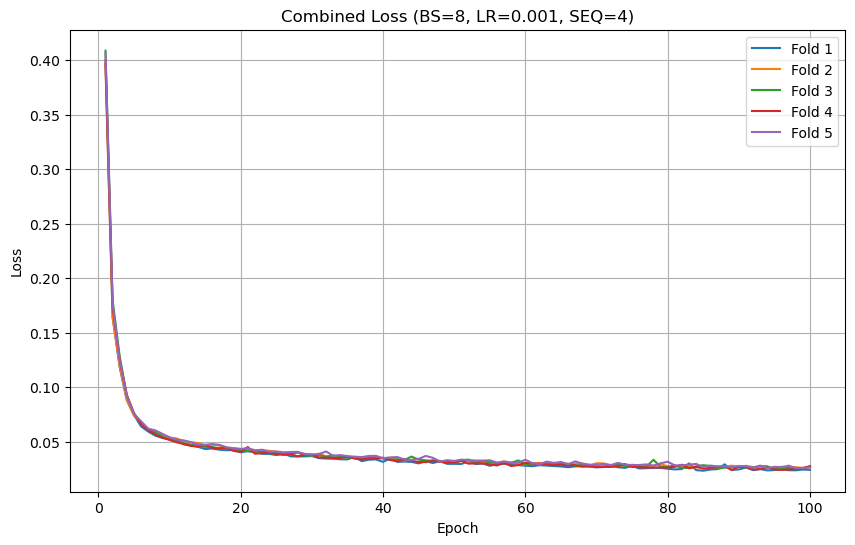 Combined Loss (BS=8, LR=0.001, SEQ=4)
Fold 1
Fold 2
Fold 3
Fold 4
Fold 5
Loss
0.40
0.35
0.30
0.25
0.20
0.15
0.10
0.05
0 20 40 60 80 100
Epoch